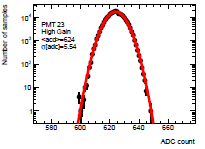 Number of samples
10⁴
10³
10²
10
1
PMT 23
High Gain
<acd>=624
σ[adc]=5.54
580 600 620 640 660
ADC count